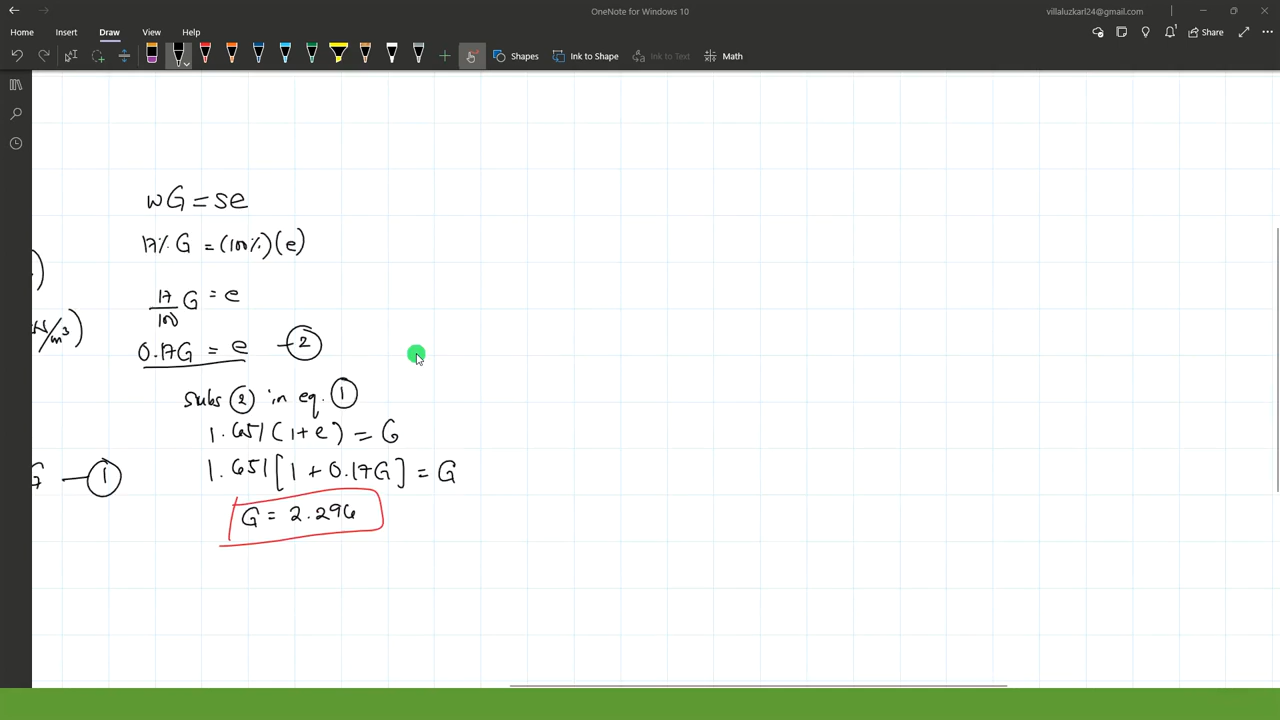 OneNote for Windows 10
villaluzkarl24@gmail.com
Home Insert Draw View Help
Share
Shapes Ink to Shape Ink to Text Math
wG = se
17% G = (100%)(e)
17/100 G = e
N/m³)
0.17G = e — 2
subs 2 in eq. 1
1.651(1+e) = G
G — 1
1.651[1 + 0.17G] = G
G = 2.296